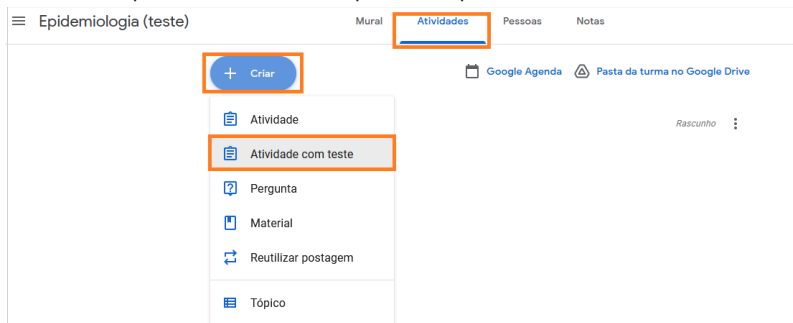 Epidemiologia (teste) Mural Atividades Pessoas Notas
Criar Google Agenda Pasta da turma no Google Drive
Atividade Rascunho
Atividade com teste
Pergunta
Material
Reutilizar postagem
Tópico